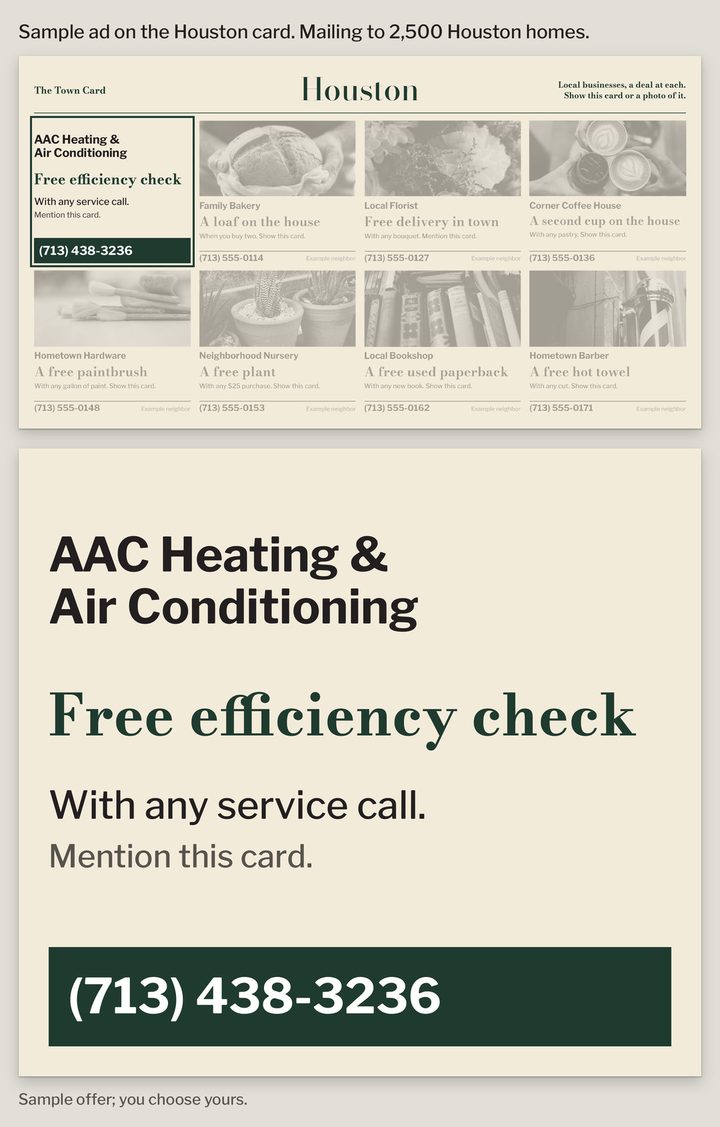 Sample ad on the Houston card. Mailing to 2,500 Houston homes.
The Town Card
Houston
Local businesses, a deal at each.
Show this card or a photo of it.
AAC Heating &
Air Conditioning
Free efficiency check
With any service call.
Mention this card.
(713) 438-3236
Family Bakery
A loaf on the house
When you buy two. Show this card.
(713) 555-0114
Example neighbor
Local Florist
Free delivery in town
With any bouquet. Mention this card.
(713) 555-0127
Example neighbor
Corner Coffee House
A second cup on the house
With any pastry. Show this card.
(713) 555-0136
Example neighbor
Hometown Hardware
A free paintbrush
With any gallon of paint. Show this card.
(713) 555-0148
Example neighbor
Neighborhood Nursery
A free plant
With any $25 purchase. Show this card.
(713) 555-0153
Example neighbor
Local Bookshop
A free used paperback
With any new book. Show this card.
(713) 555-0162
Example neighbor
Hometown Barber
A free hot towel
With any cut. Show this card.
(713) 555-0171
Example neighbor
AAC Heating &
Air Conditioning
Free efficiency check
With any service call.
Mention this card.
(713) 438-3236
Sample offer; you choose yours.